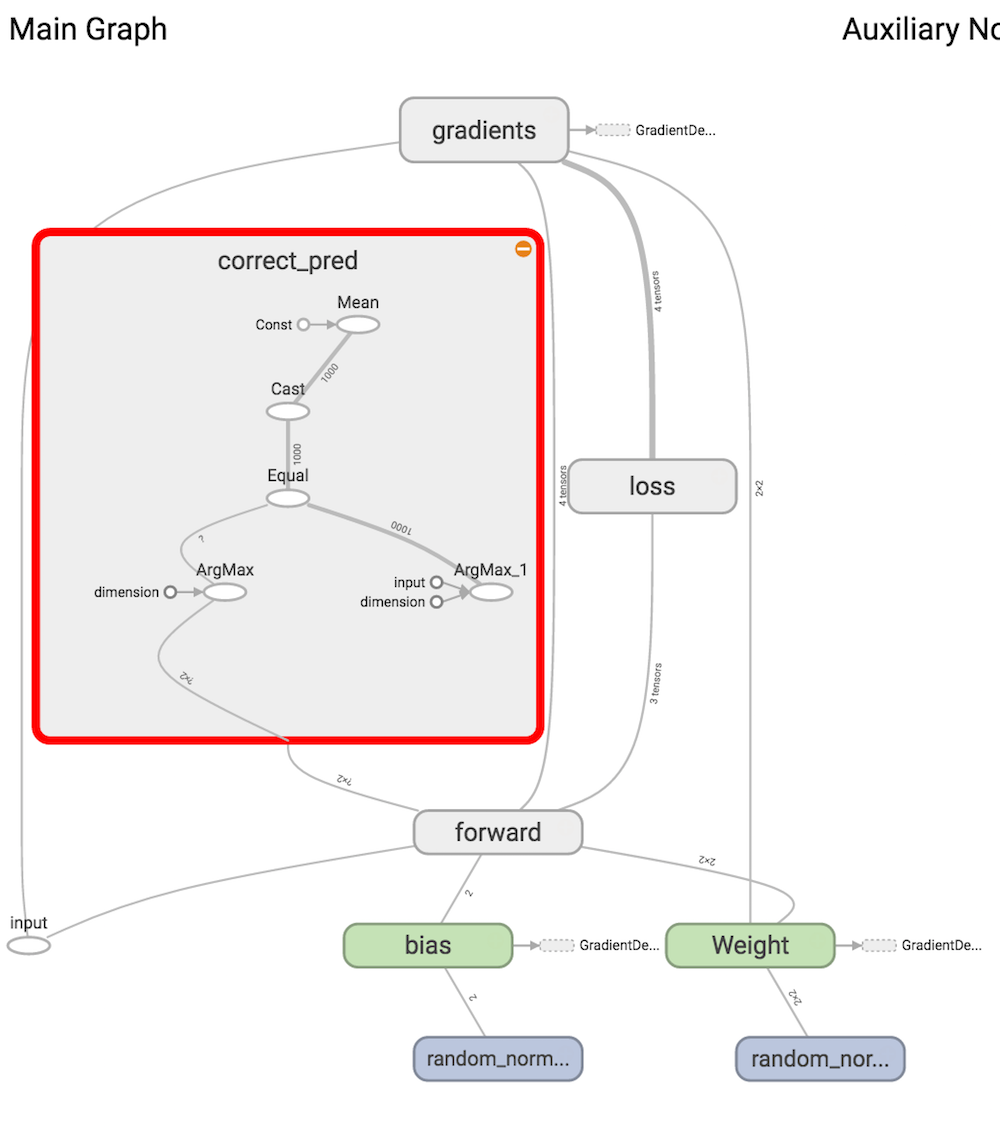 Main Graph
Auxiliary No
gradients
GradientDe...
correct_pred
Mean
Const
1000
4 tensors
Cast
1000
Equal
4 tensors
loss
2×2
1000
?
ArgMax
ArgMax_1
dimension
input
dimension
?×2
3 tensors
?×2
forward
2×2
2
input
bias
GradientDe...
Weight
GradientDe...
2
2×2
random_norm...
random_nor...